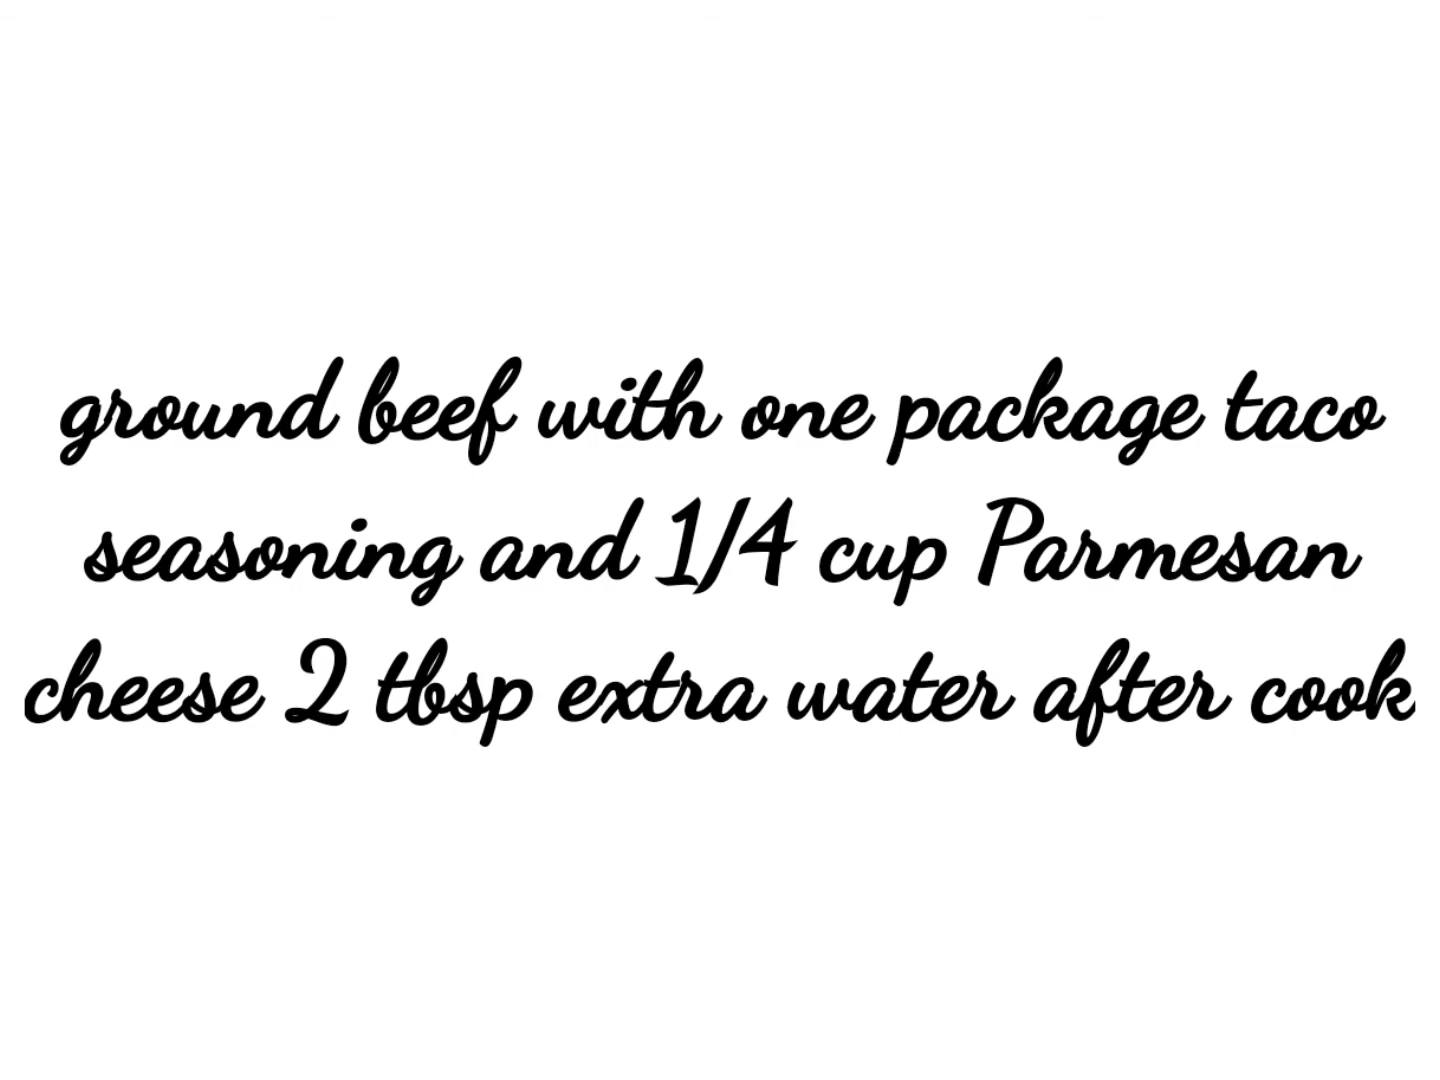 ground beef with one package taco
seasoning and 1/4 cup Parmesan
cheese 2 tbsp extra water after cook